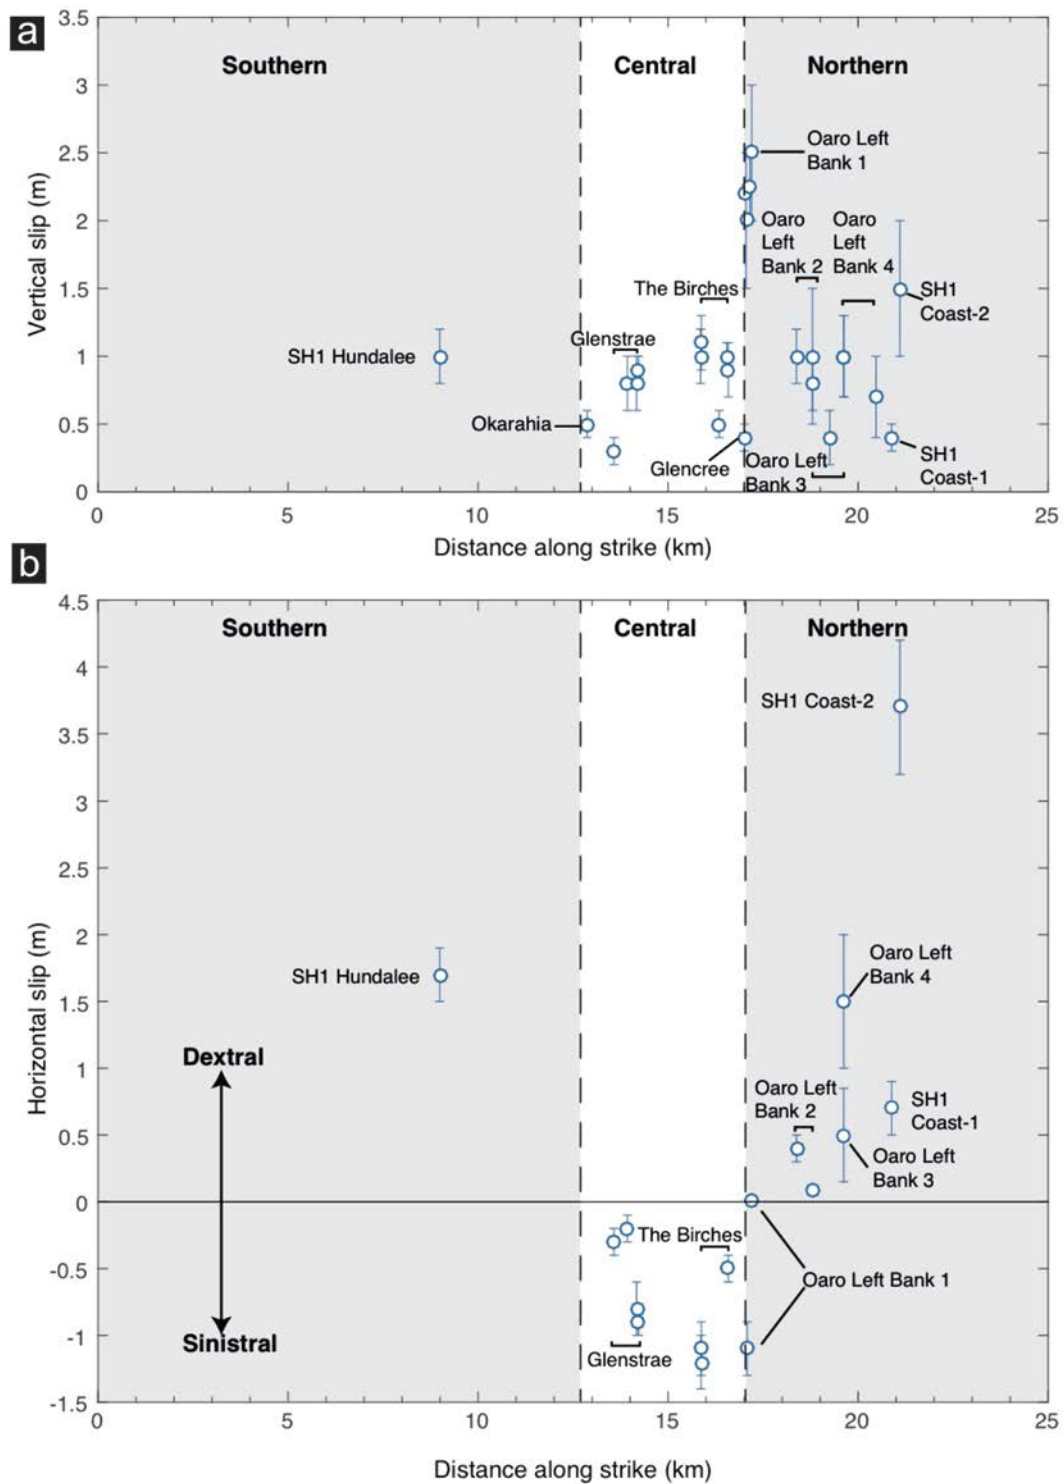 a
3.5
Southern
Central
Northern
3
Oaro Left
Bank 1
2.5
Vertical slip (m)
2
Oaro
Left
Bank 2
Oaro
Left
Bank 4
The Birches
1.5
SH1
Coast-2
Glenstrae
SH1 Hundalee
1
Okarahia
0.5
Glencree
Oaro Left
Bank 3
SH1
Coast-1
0
0
5
10
15
20
25
Distance along strike (km)
b
4.5
Southern
Central
Northern
4
SH1 Coast-2
3.5
3
2.5
Horizontal slip (m)
2
Oaro Left
Bank 4
SH1 Hundalee
1.5
Dextral
1
Oaro Left
Bank 2
SH1
Coast-1
0.5
Oaro Left
Bank 3
0
The Birches
-0.5
Oaro Left Bank 1
-1
Sinistral
Glenstrae
-1.5
0
5
10
15
20
25
Distance along strike (km)